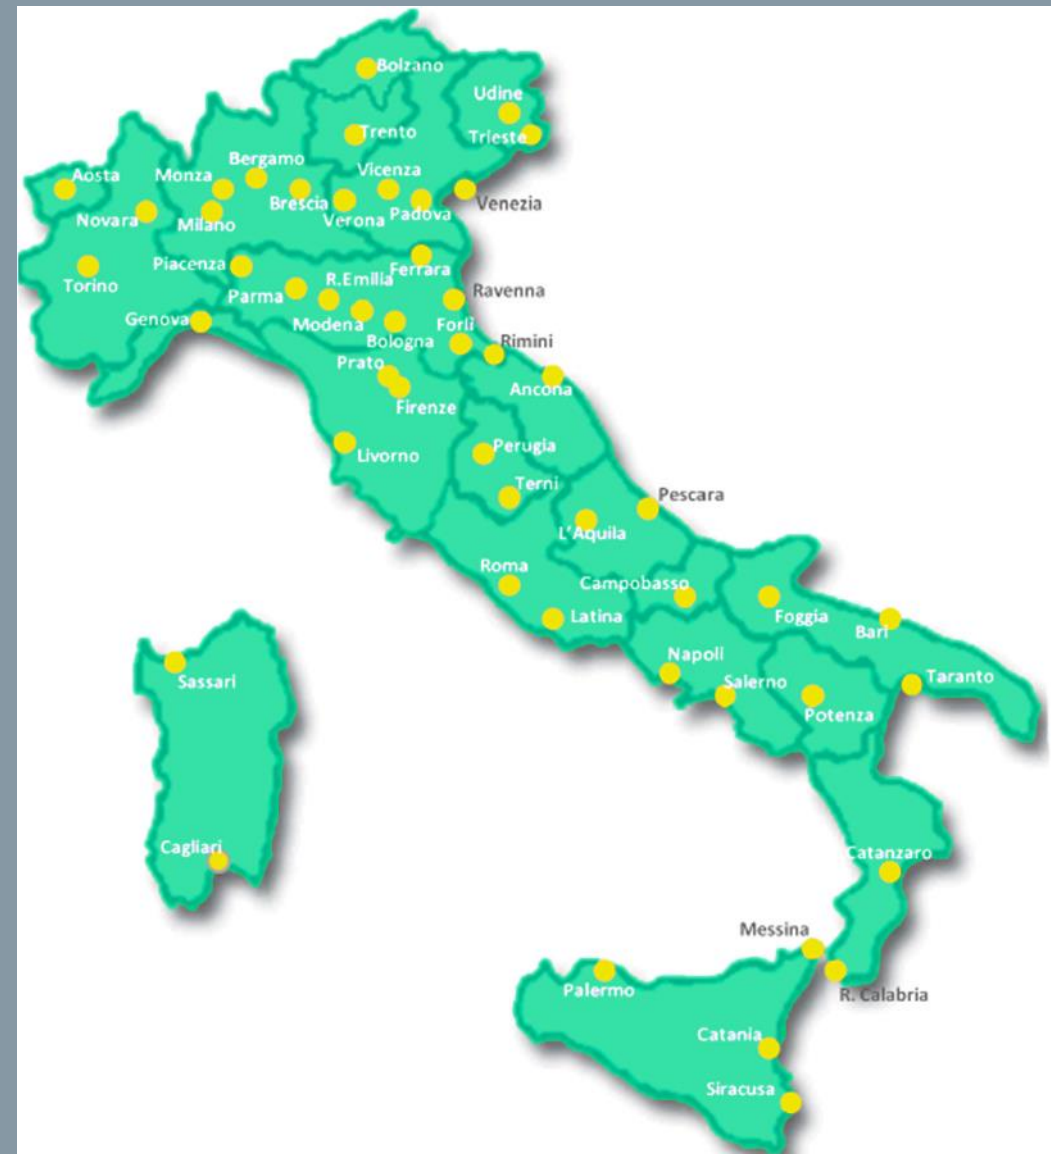 Bolzano
Udine
Trento
Trieste
Bergamo
Vicenza
Aosta
Monza
Brescia
Padova
Venezia
Novara
Milano
Verona
Piacenza
Ferrara
Torino
R.Emilia
Ravenna
Parma
Genova
Modena
Forlì
Bologna
Rimini
Prato
Ancona
Firenze
Perugia
Livorno
Terni
Pescara
L'Aquila
Roma
Campobasso
Latina
Foggia
Bari
Napoli
Taranto
Sassari
Salerno
Potenza
Cagliari
Catanzaro
Messina
Palermo
R. Calabria
Catania
Siracusa